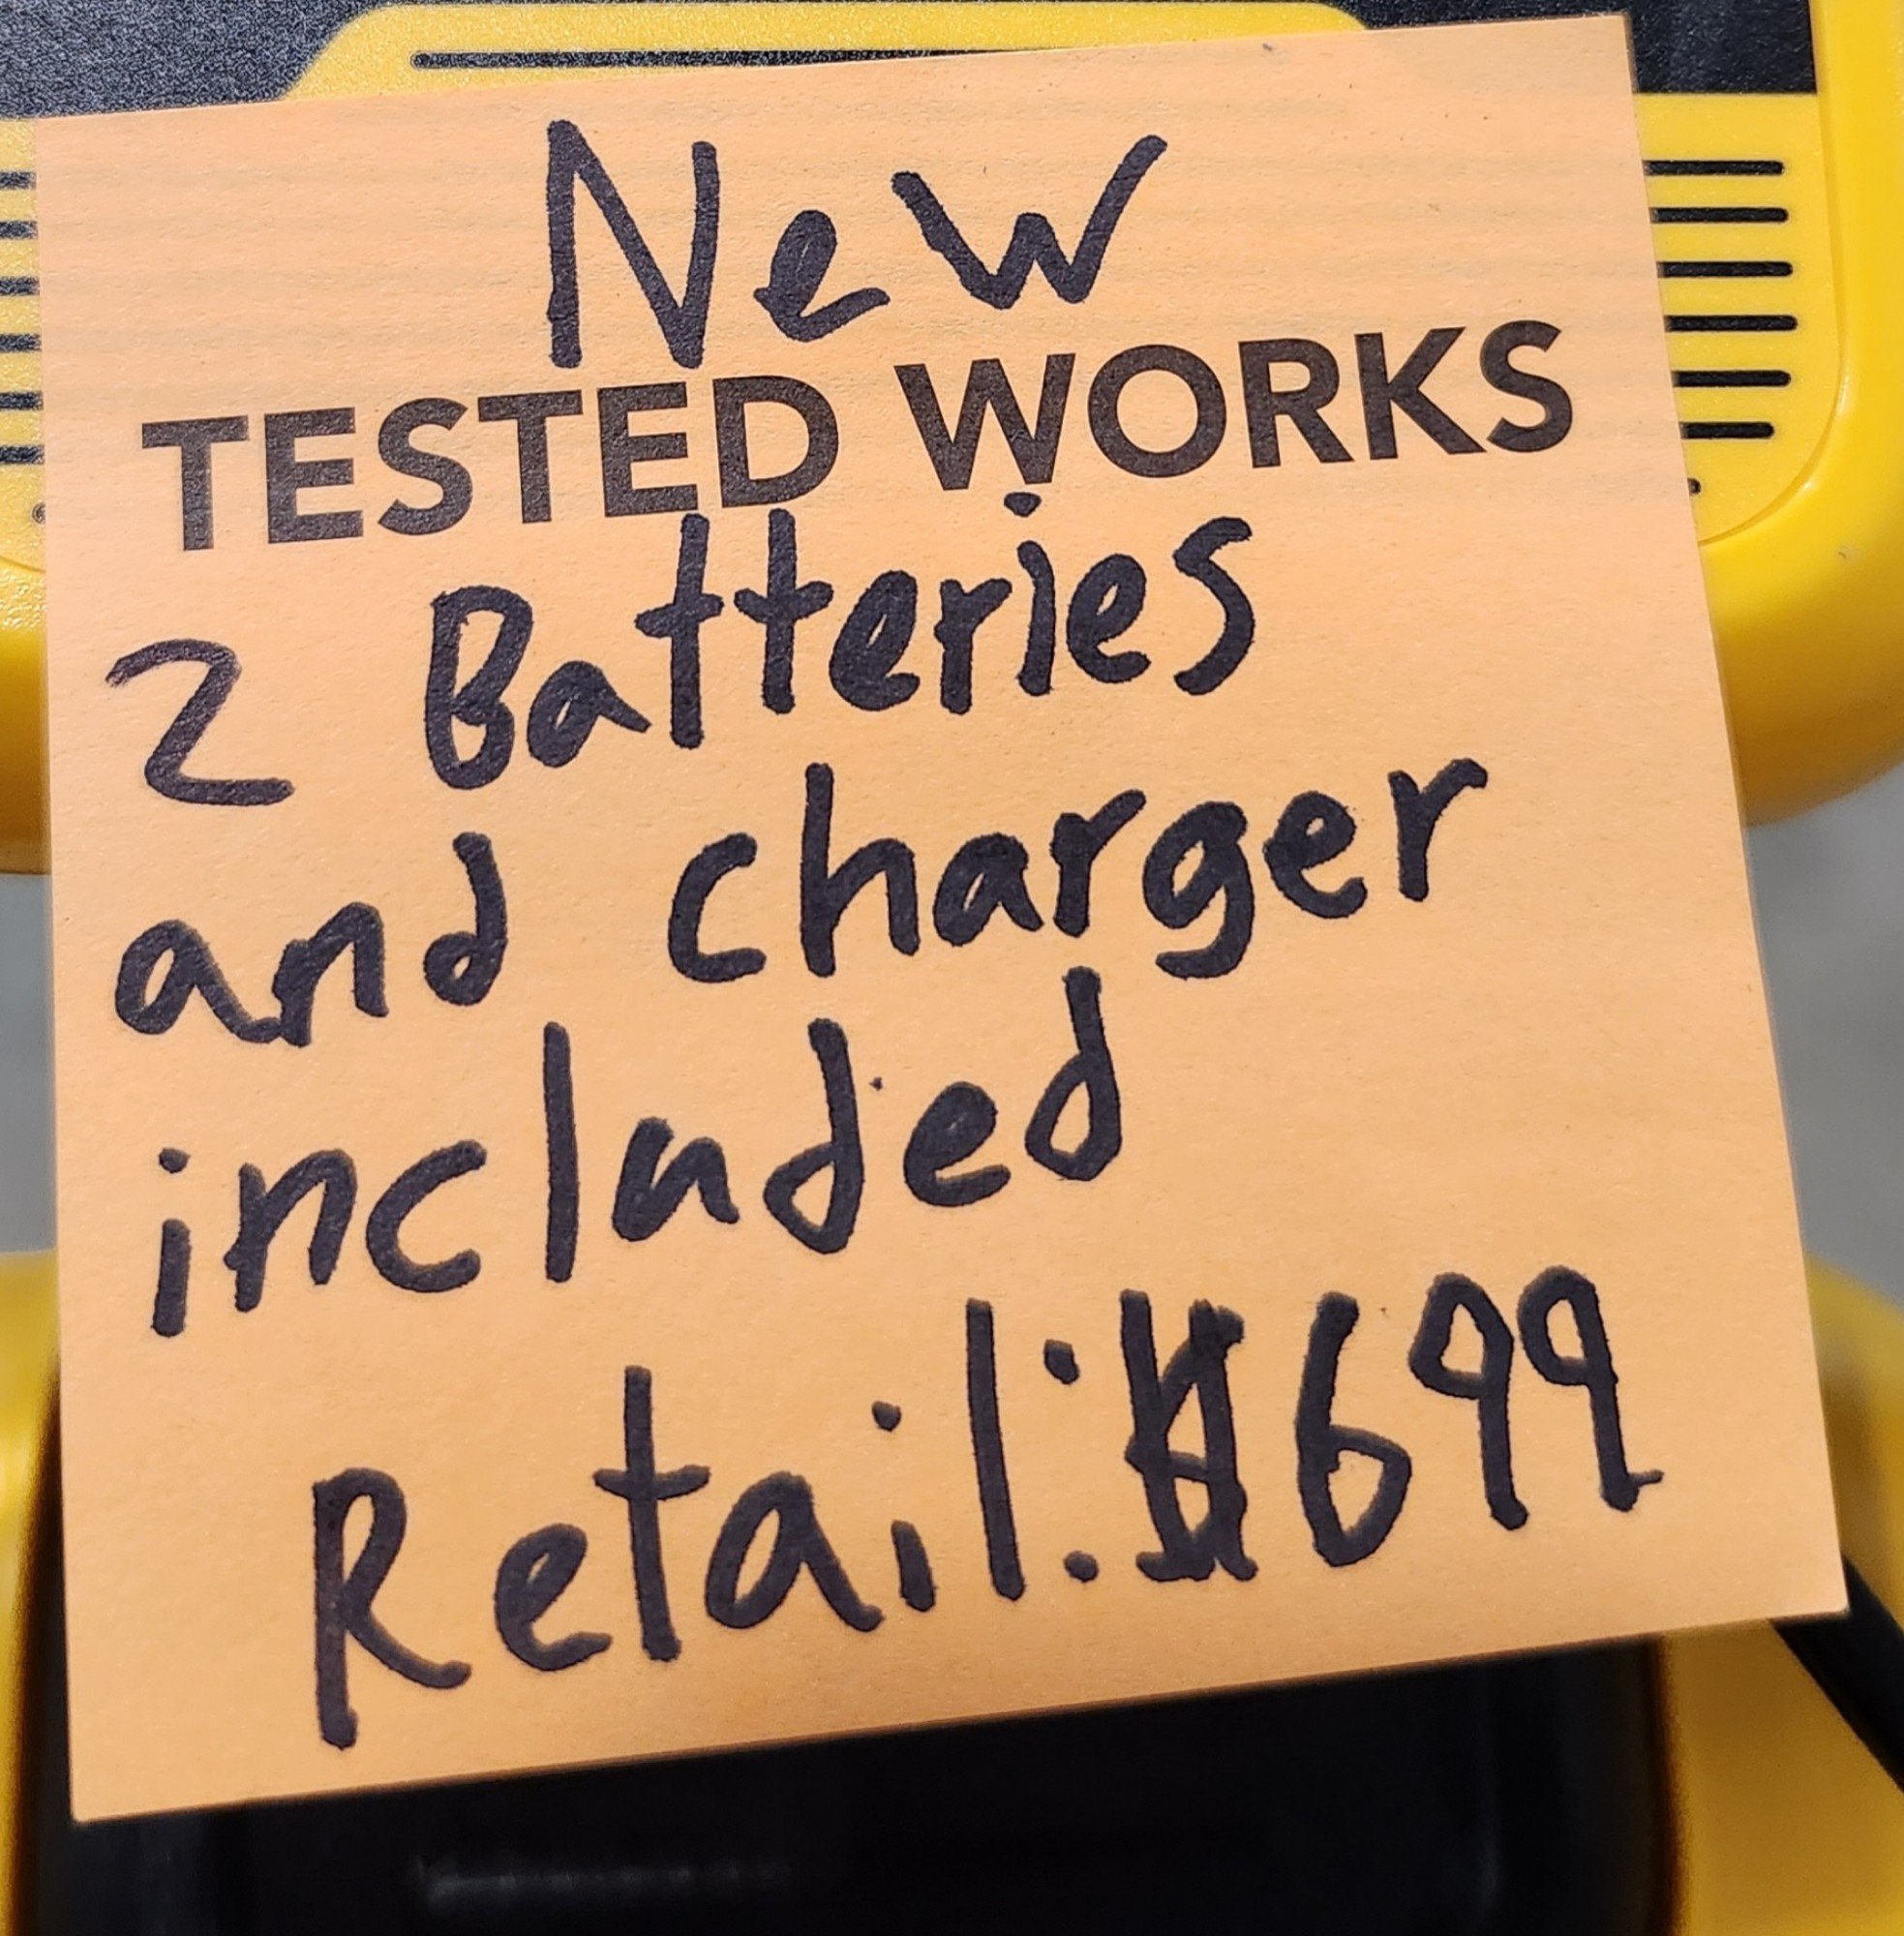 New
TESTED WORKS
2 Batteries
and charger
included
Retail: $699